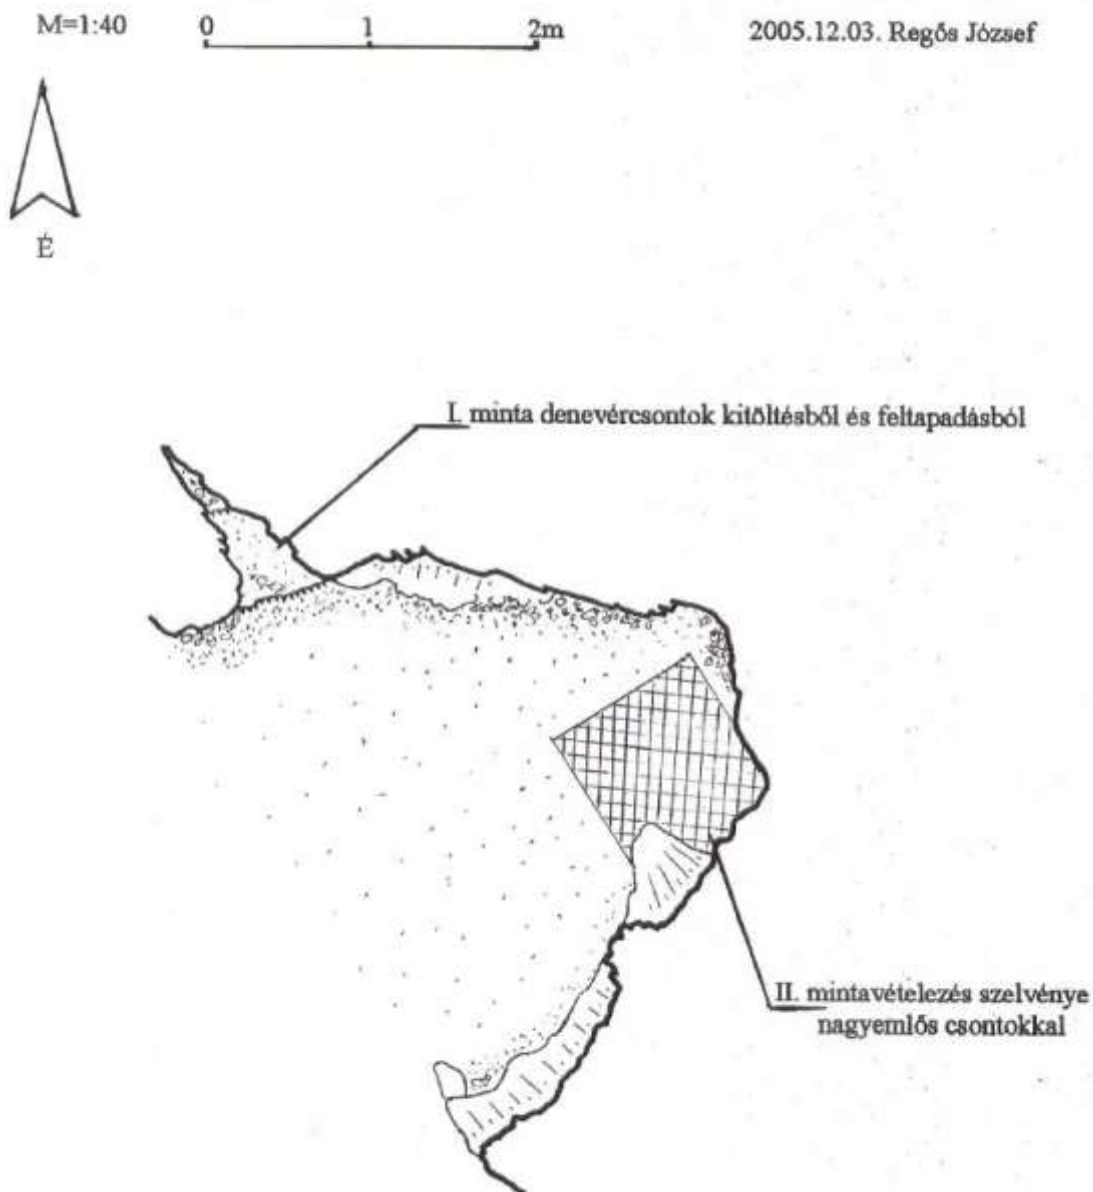 M=1:40
0 1 2m
2005.12.03. Regős József
É
I. minta denevércsontok kitöltésből és feltapadásból
II. mintavételezés szelvénye
nagyemlős csontokkal